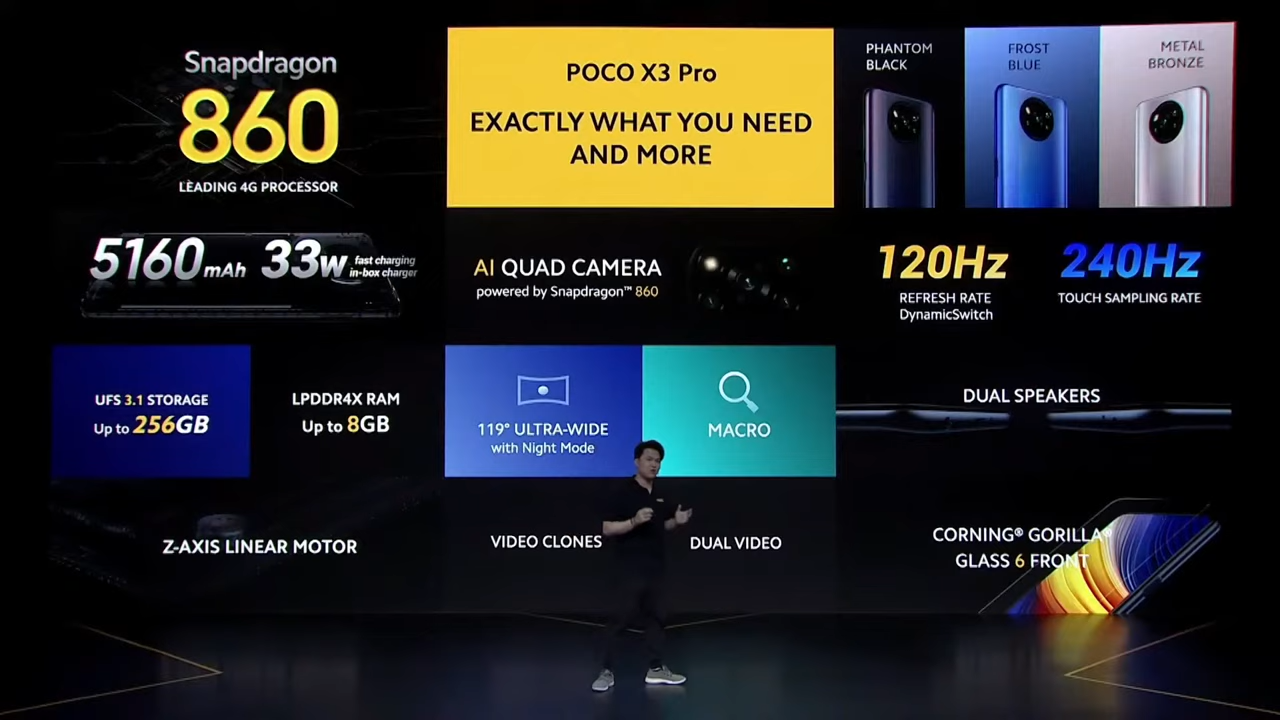 Snapdragon
860
LEADING 4G PROCESSOR
POCO X3 Pro
EXACTLY WHAT YOU NEED
AND MORE
PHANTOM
BLACK
FROST
BLUE
METAL
BRONZE
5160mAh 33W fast charging
in-box charger
AI QUAD CAMERA
powered by Snapdragon™ 860
120Hz
REFRESH RATE
DynamicSwitch
240Hz
TOUCH SAMPLING RATE
UFS 3.1 STORAGE
Up to 256GB
LPDDR4X RAM
Up to 8GB
119° ULTRA-WIDE
with Night Mode
MACRO
DUAL SPEAKERS
Z-AXIS LINEAR MOTOR
VIDEO CLONES
DUAL VIDEO
CORNING® GORILLA®
GLASS 6 FRONT